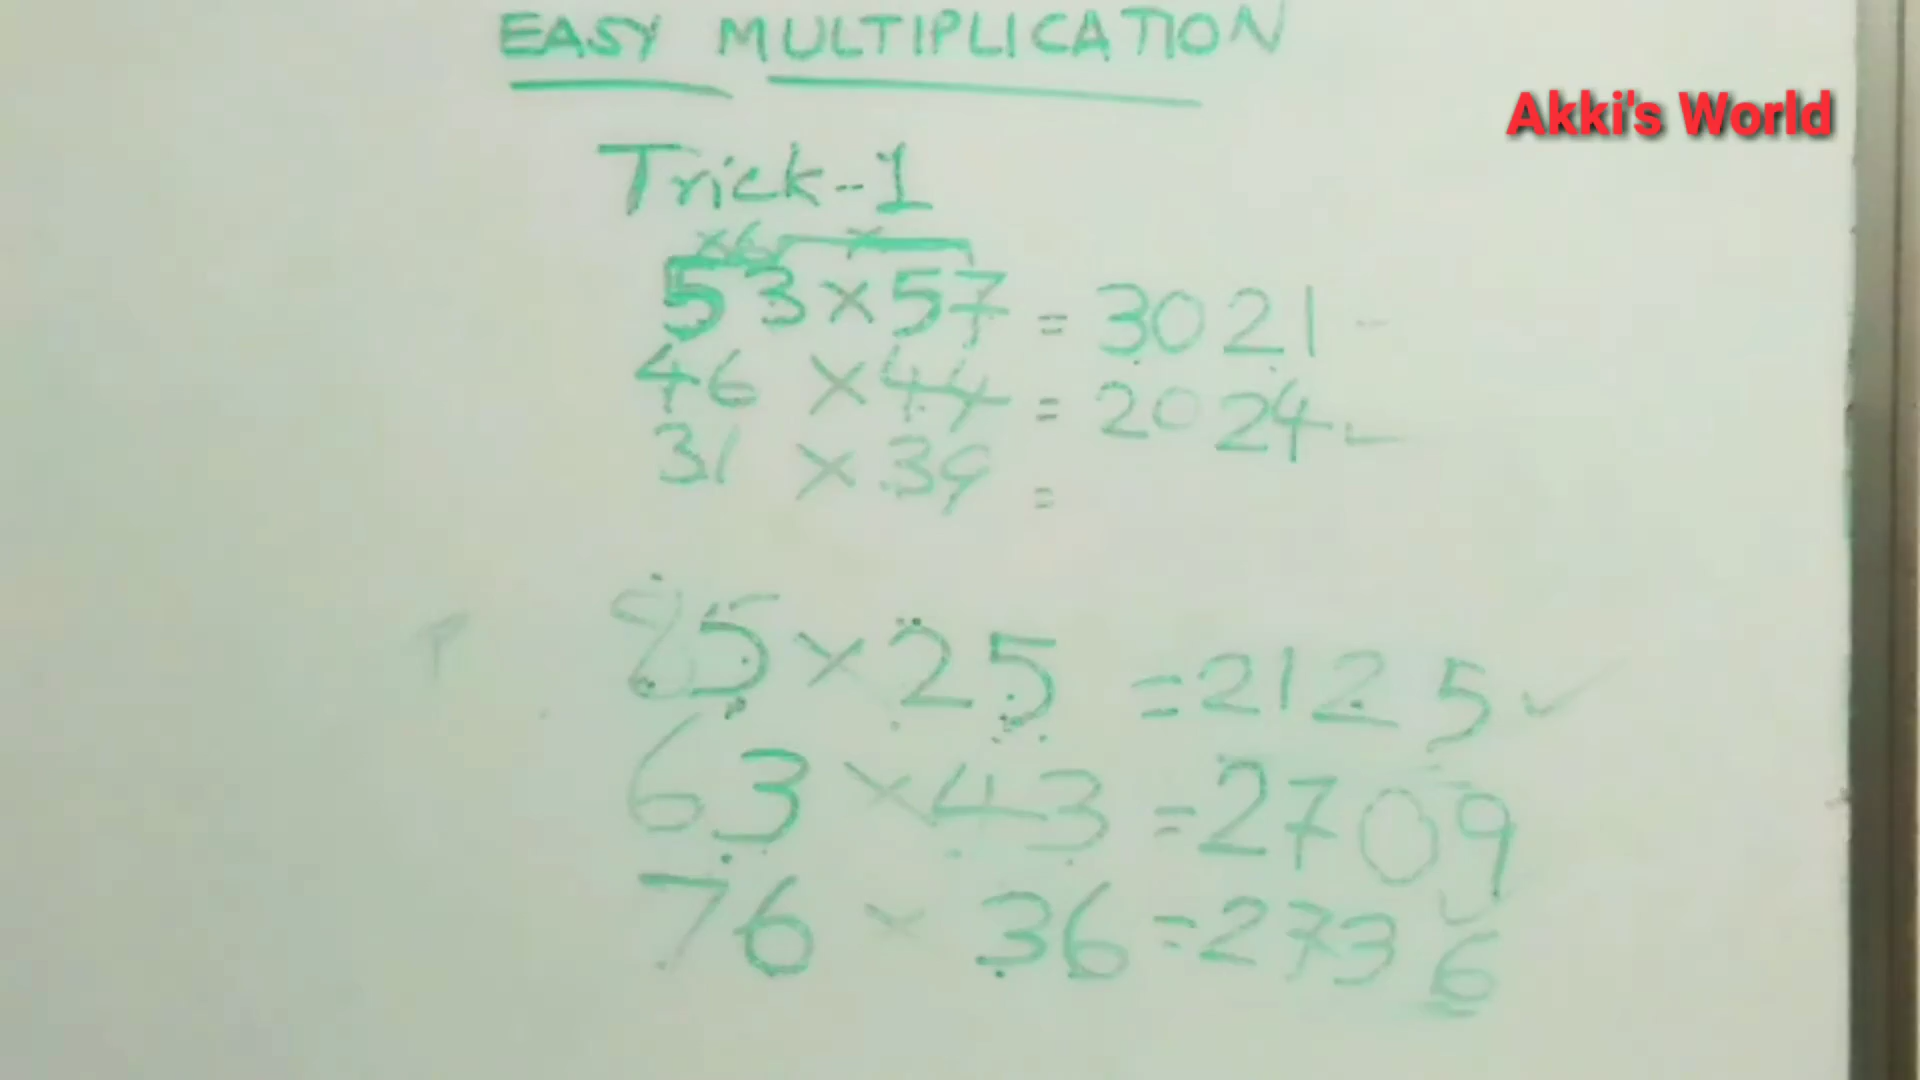 EASY MULTIPLICATION
Akki's World
Trick-1
×6 ×
53×57 = 3021
46 ×44 = 2024
31 × 39 =
85×25 =2125
63 ×43 =2709
76 × 36 =2736